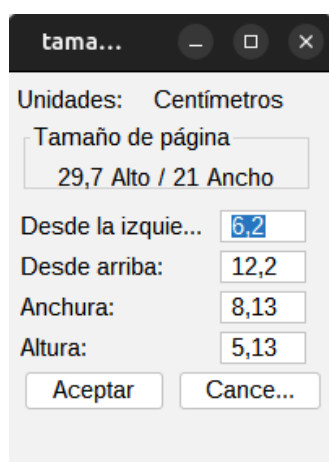 tama...
Unidades: Centímetros
Tamaño de página
29,7 Alto / 21 Ancho
Desde la izquie... 6,2
Desde arriba: 12,2
Anchura: 8,13
Altura: 5,13
Aceptar Cance...